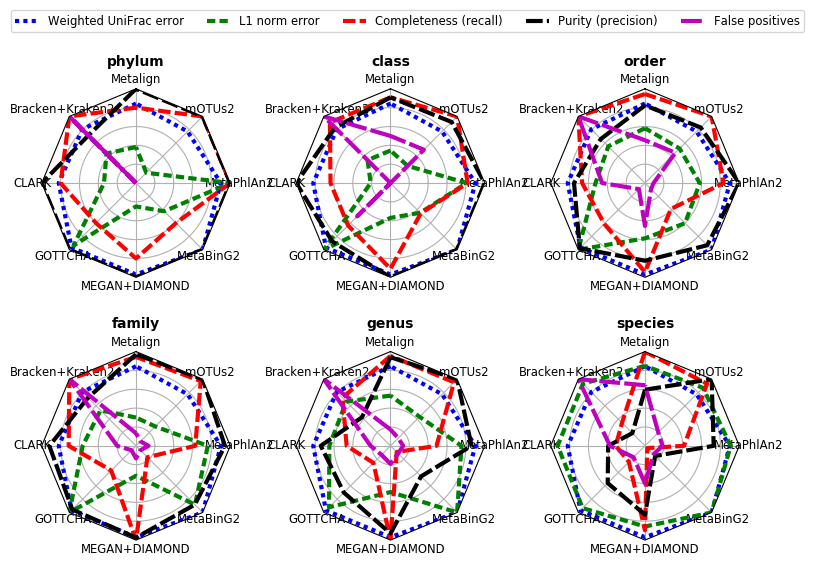 Weighted UniFrac error L1 norm error Completeness (recall) Purity (precision) False positives
phylum class order
Metalign Metalign Metalign
Bracken+Kraken2 mOTUs2 Bracken+Kraken2 mOTUs2 Bracken+Kraken2 mOTUs2
CLARK MetaPhlAn2 CLARK MetaPhlAn2 CLARK MetaPhlAn2
GOTTCHA MetaBinG2 GOTTCHA MetaBinG2 GOTTCHA MetaBinG2
MEGAN+DIAMOND MEGAN+DIAMOND MEGAN+DIAMOND
family genus species
Metalign Metalign Metalign
Bracken+Kraken2 mOTUs2 Bracken+Kraken2 mOTUs2 Bracken+Kraken2 mOTUs2
CLARK MetaPhlAn2 CLARK MetaPhlAn2 CLARK MetaPhlAn2
GOTTCHA MetaBinG2 GOTTCHA MetaBinG2 GOTTCHA MetaBinG2
MEGAN+DIAMOND MEGAN+DIAMOND MEGAN+DIAMOND